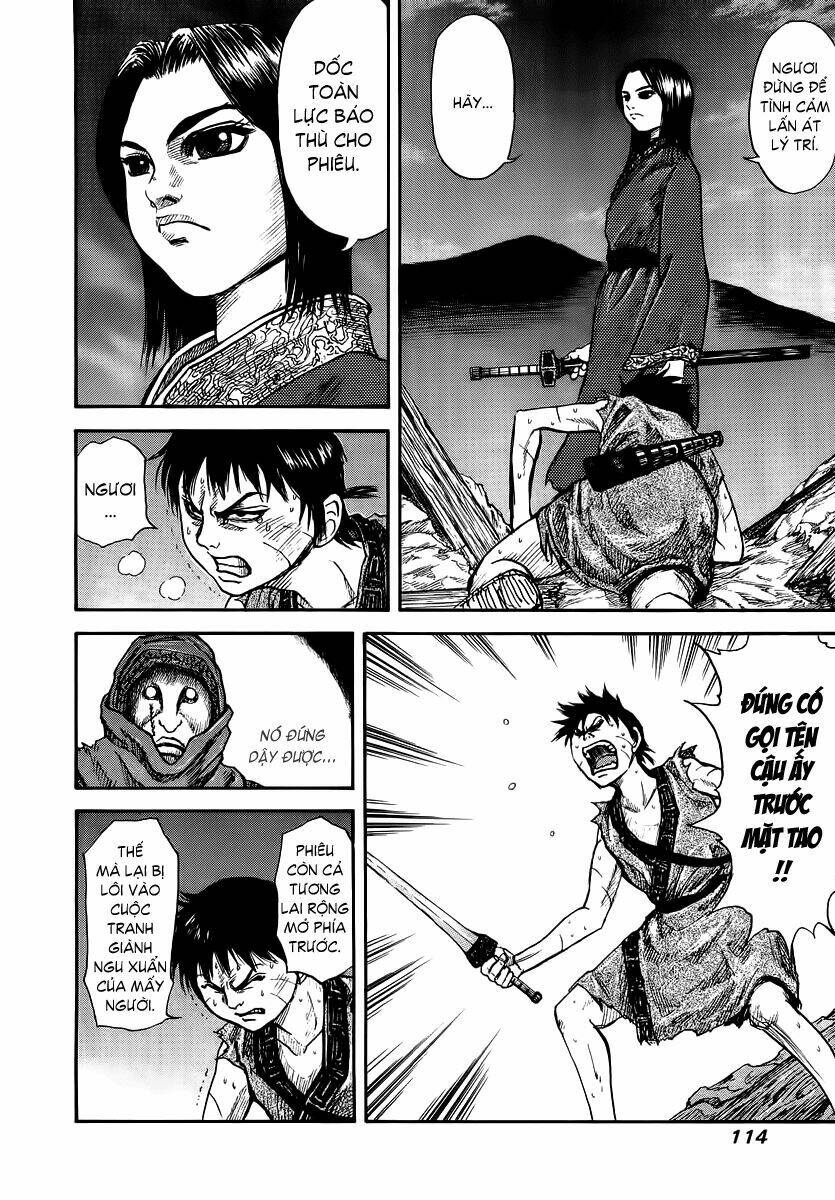 NGƯƠI
ĐỪNG ĐỂ
TÌNH CẢM
LẤN ÁT
LÝ TRÍ.
HÃY...
DỐC
TOÀN
LỰC BÁO
THÙ CHO
PHIÊU.
NGƯƠI
...
ĐỨNG CÓ
GỌI TÊN
CẬU ẤY
TRƯỚC
MẶT TAO
!!
NÓ ĐỨNG
DẬY ĐƯỢC...
PHIÊU
CÒN CẢ
TƯƠNG
LAI RỘNG
MỞ PHÍA
TRƯỚC.
THẾ
MÀ LẠI BỊ
LÔI VÀO
CUỘC
TRANH
GIÀNH
NGU XUẨN
CỦA MẤY
NGƯỜI.
114